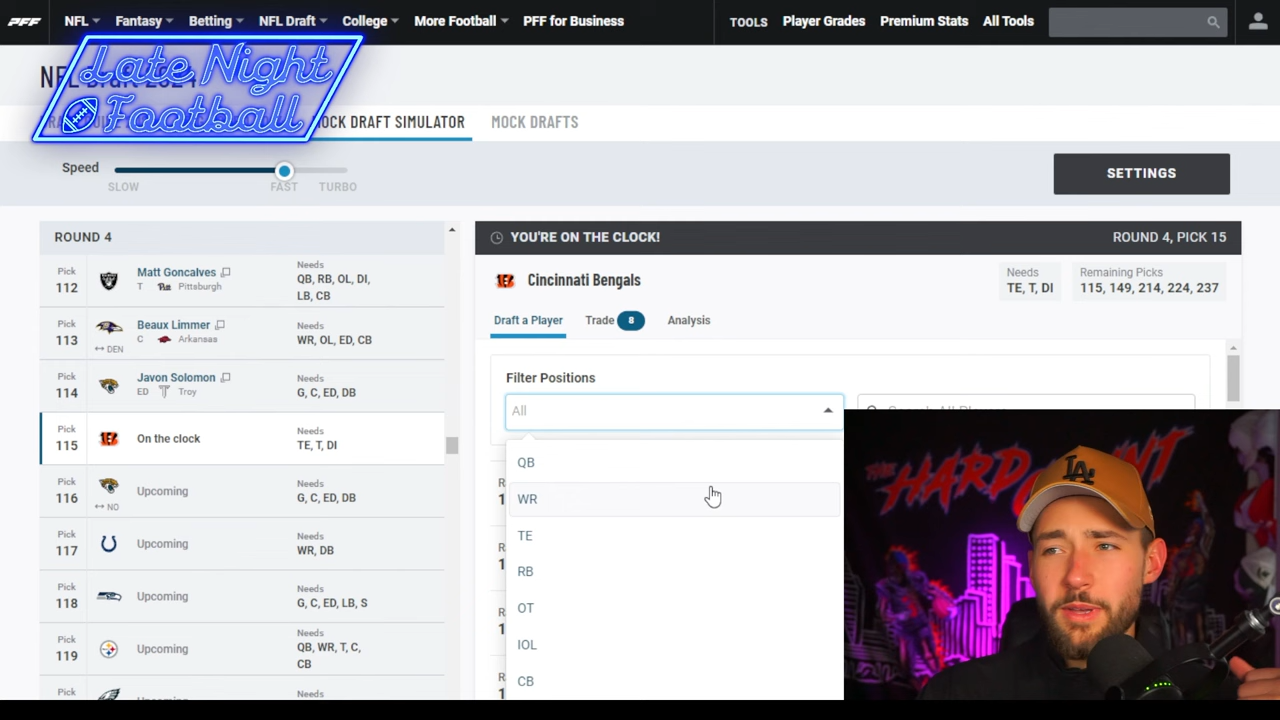 PFF NFL Fantasy Betting NFL Draft College More Football PFF for Business TOOLS Player Grades Premium Stats All Tools
Late Night
Football
MOCK DRAFT SIMULATOR MOCK DRAFTS
Speed
SLOW FAST TURBO
SETTINGS
ROUND 4
Pick
112
Matt Goncalves
T Pittsburgh
Needs
QB, RB, OL, DI,
LB, CB
Pick
113
DEN
Beaux Limmer
C Arkansas
Needs
WR, OL, ED, CB
Pick
114
Javon Solomon
ED Troy
Needs
G, C, ED, DB
Pick
115
On the clock
Needs
TE, T, DI
Pick
116
NO
Upcoming
Needs
G, C, ED, DB
Pick
117
Upcoming
Needs
WR, DB
Pick
118
Upcoming
Needs
G, C, ED, LB, S
Pick
119
Upcoming
Needs
QB, WR, T, C,
CB
Pick
Needs
YOU'RE ON THE CLOCK! ROUND 4, PICK 15
Cincinnati Bengals
Needs
TE, T, DI
Remaining Picks
115, 149, 214, 224, 237
Draft a Player Trade 8 Analysis
Filter Positions
All
QB
WR
TE
RB
OT
IOL
CB
THE HARD COUNT
LA